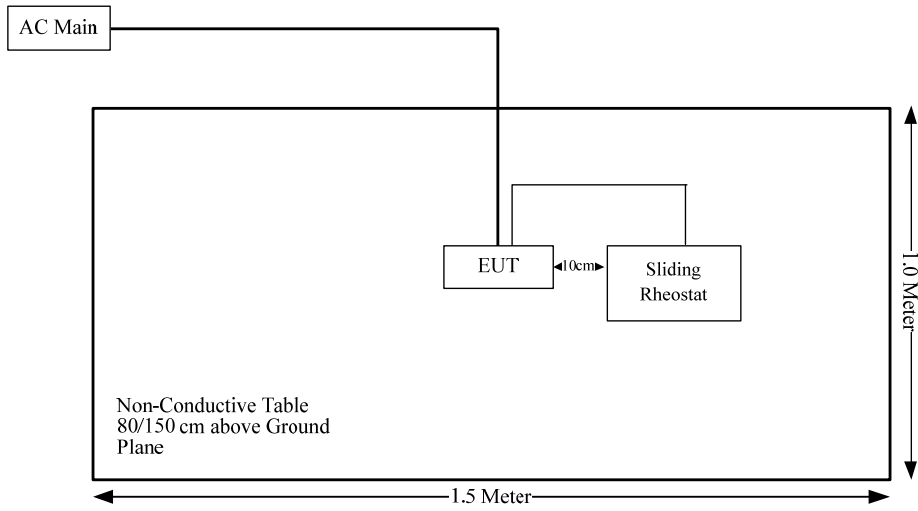 AC Main
EUT
10cm
Sliding
Rheostat
1.0 Meter
Non-Conductive Table
80/150 cm above Ground
Plane
1.5 Meter